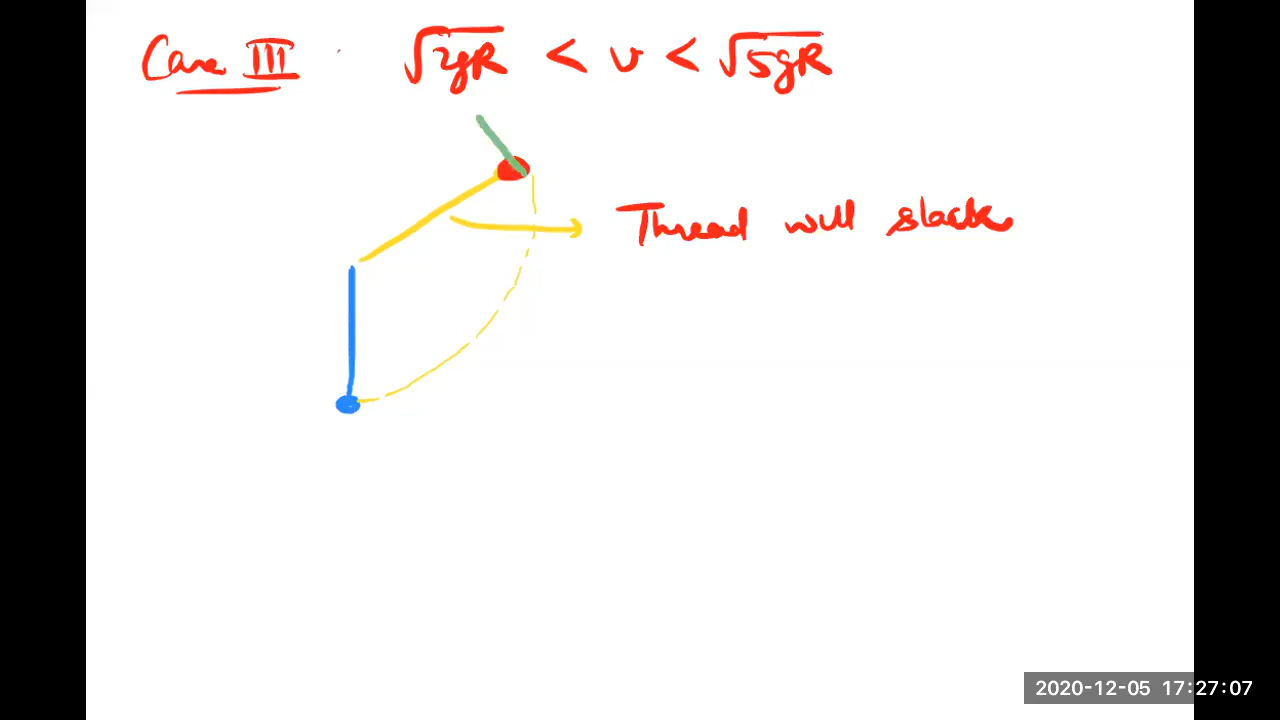 Case III : √2gR < v < √5gR
Thread will slack
2020-12-05 17:27:07